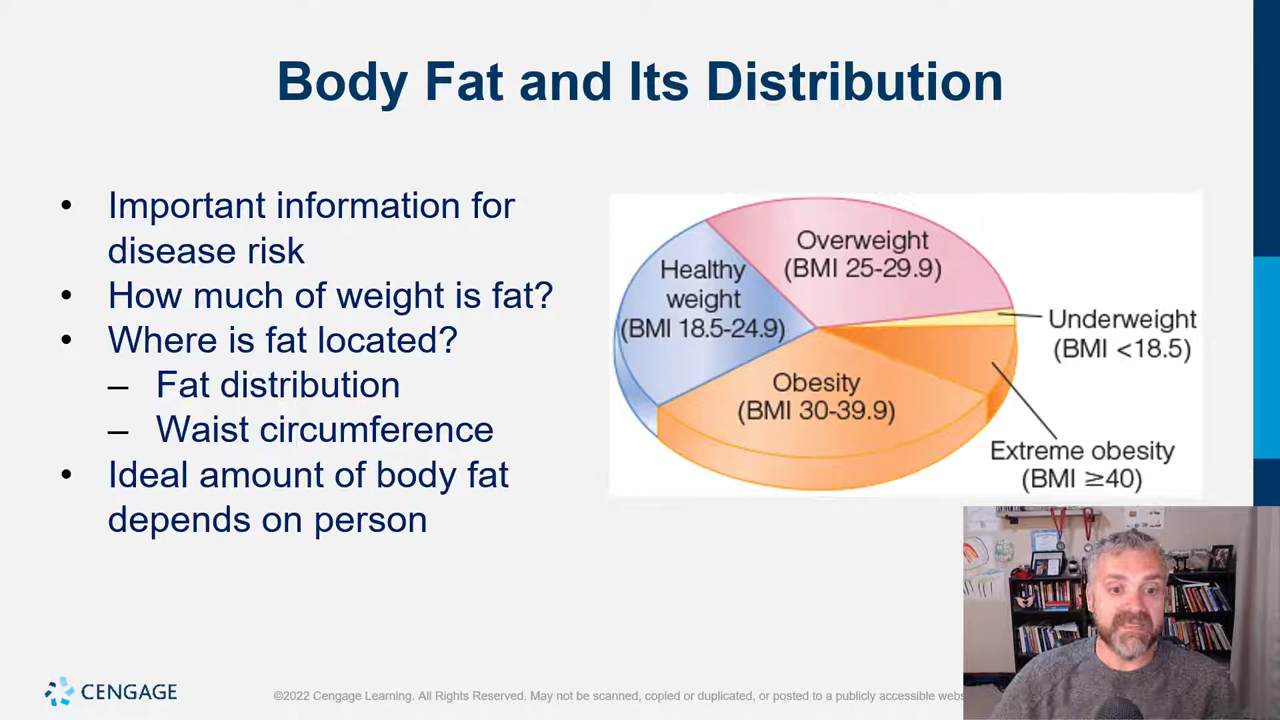 Body Fat and Its Distribution
• Important information for
disease risk
• How much of weight is fat?
• Where is fat located?
– Fat distribution
– Waist circumference
• Ideal amount of body fat
depends on person
Overweight
(BMI 25-29.9)
Healthy
weight
(BMI 18.5-24.9)
Underweight
(BMI <18.5)
Obesity
(BMI 30-39.9)
Extreme obesity
(BMI ≥40)
CENGAGE
©2022 Cengage Learning. All Rights Reserved. May not be scanned, copied or duplicated, or posted to a publicly accessible